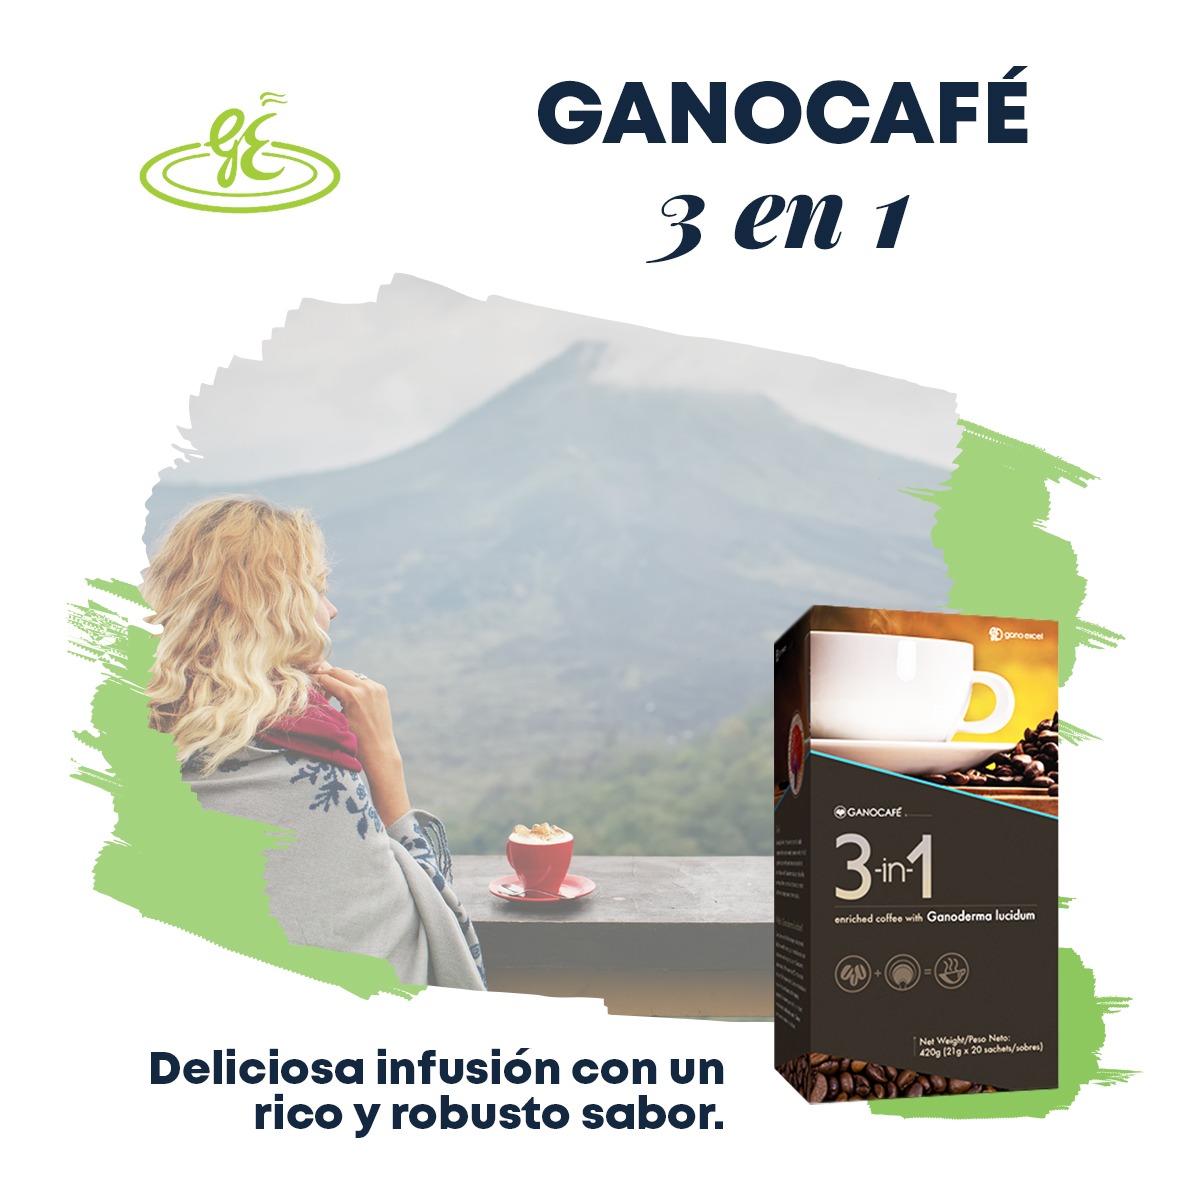 GE
GANOCAFÉ
3 en 1
gano excel
GANOCAFÉ
3-in-1
enriched coffee with Ganoderma lucidum
+ =
Net Weight/Peso Neto:
420g (21g x 20 sachets/sobres)
Deliciosa infusión con un
rico y robusto sabor.